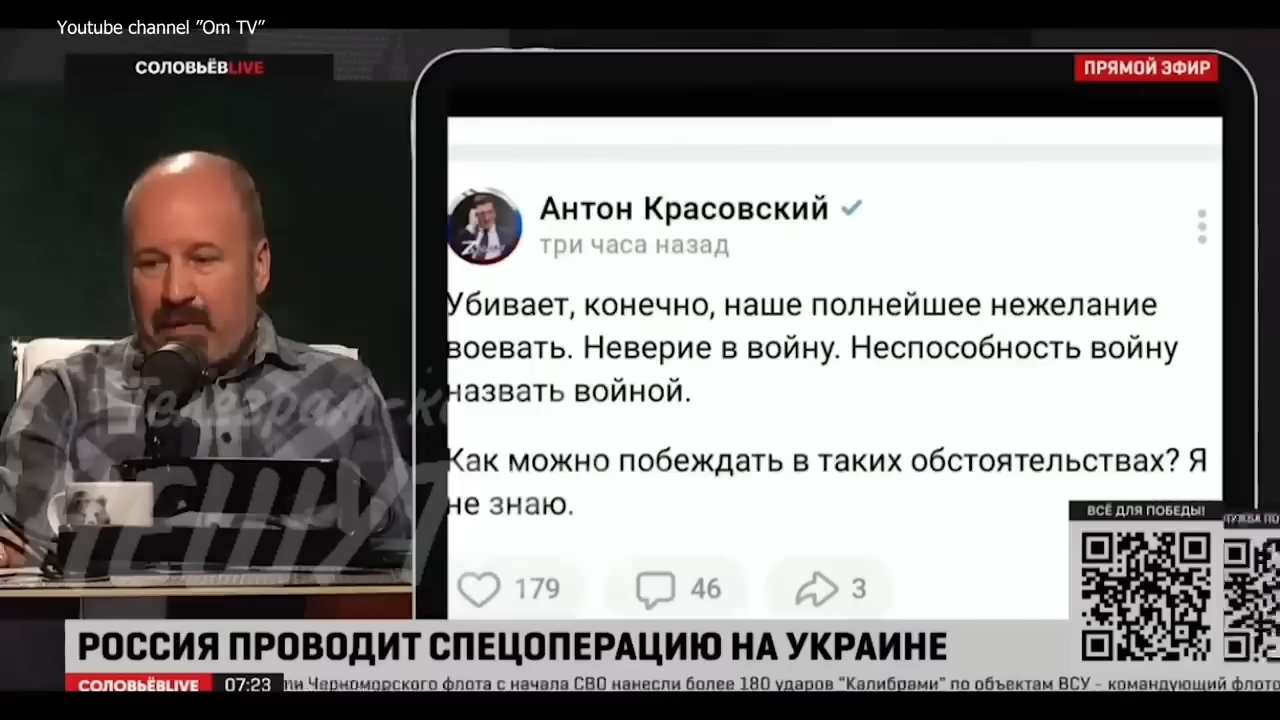 Youtube channel "Om TV"
СОЛОВЬЁВLIVE
ПРЯМОЙ ЭФИР
Антон Красовский
три часа назад
Убивает, конечно, наше полнейшее нежелание
воевать. Неверие в войну. Неспособность войну
назвать войной.
Как можно побеждать в таких обстоятельствах? Я
не знаю.
179 46 3
Телеграм-к
ВСЁ ДЛЯ ПОБЕДЫ!
РОССИЯ ПРОВОДИТ СПЕЦОПЕРАЦИЮ НА УКРАИНЕ
СОЛОВЬЁВLIVE 07:23 Черноморского флота с начала СВО нанесли более 180 ударов "Калибрами" по объектам ВСУ - командующий флото